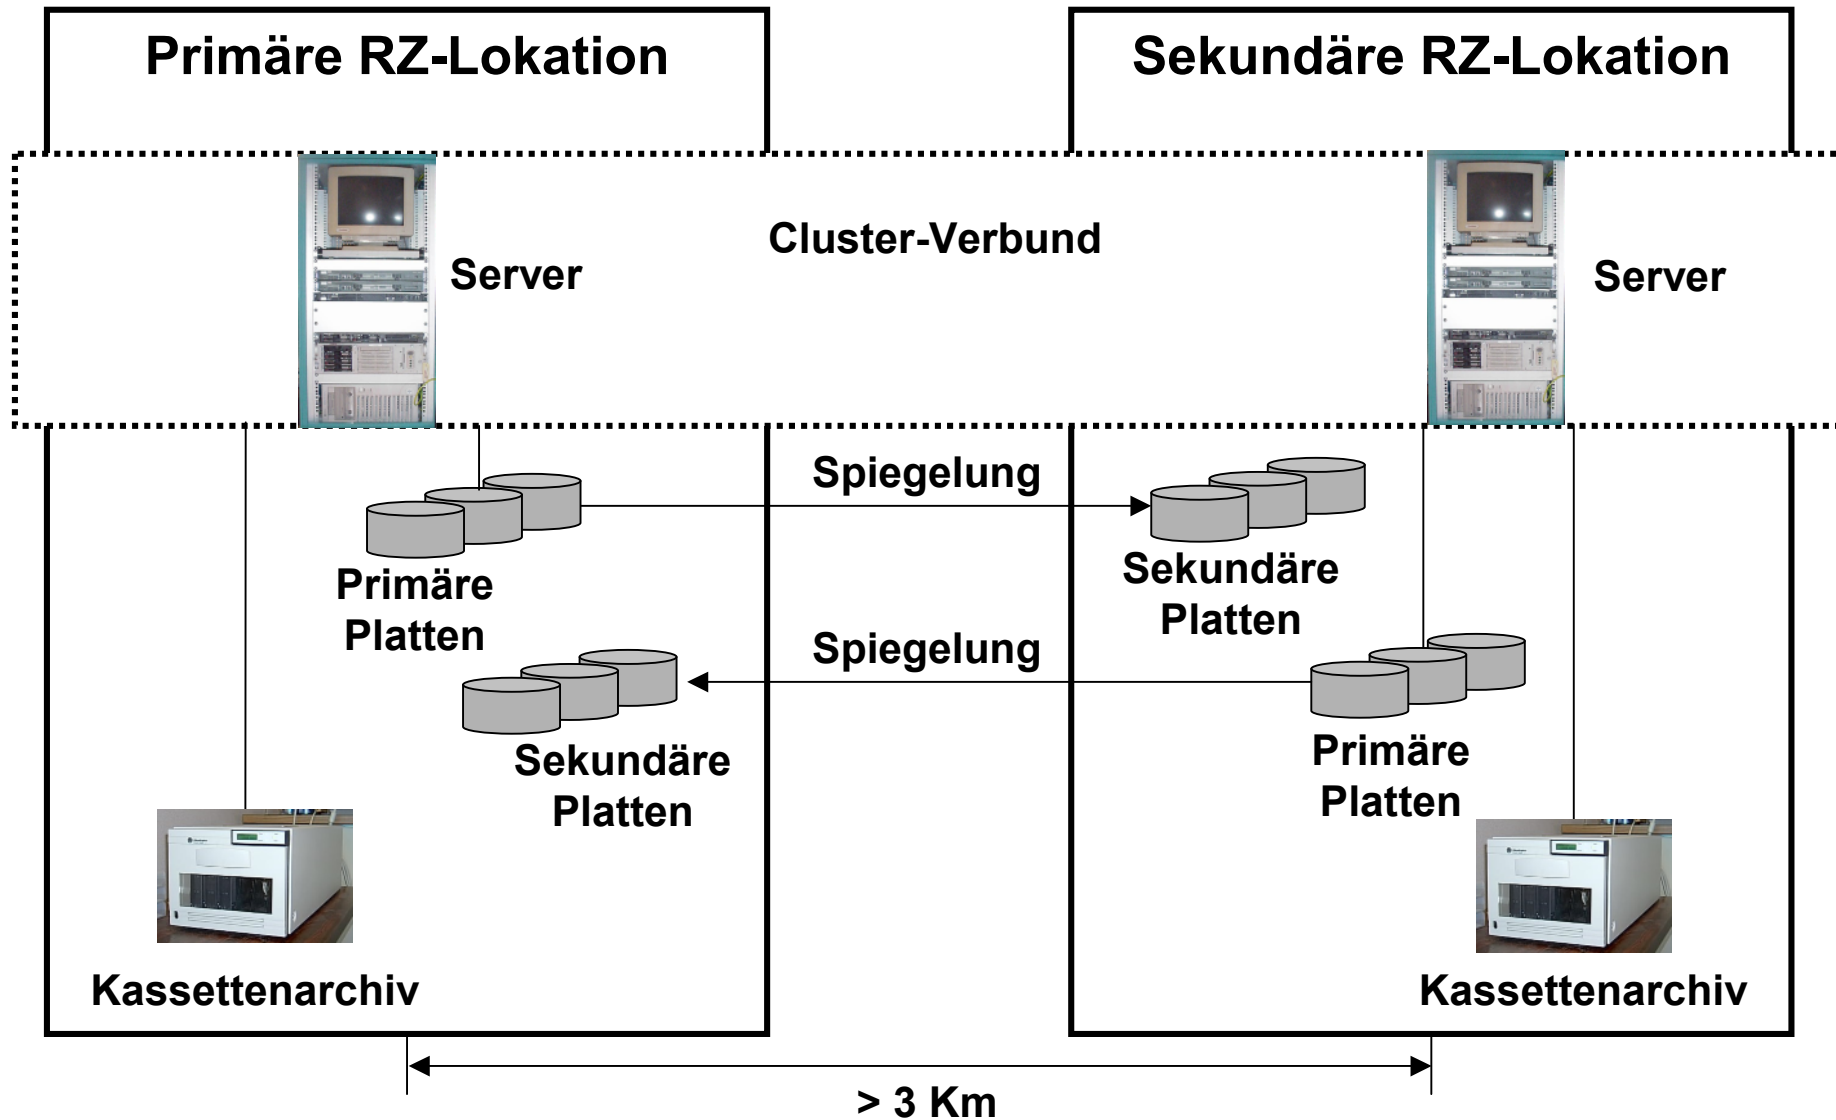 Primäre RZ-Lokation
Sekundäre RZ-Lokation
Cluster-Verbund
Server
Server
Spiegelung
Primäre
Platten
Sekundäre
Platten
Spiegelung
Sekundäre
Platten
Primäre
Platten
Kassettenarchiv
Kassettenarchiv
> 3 Km